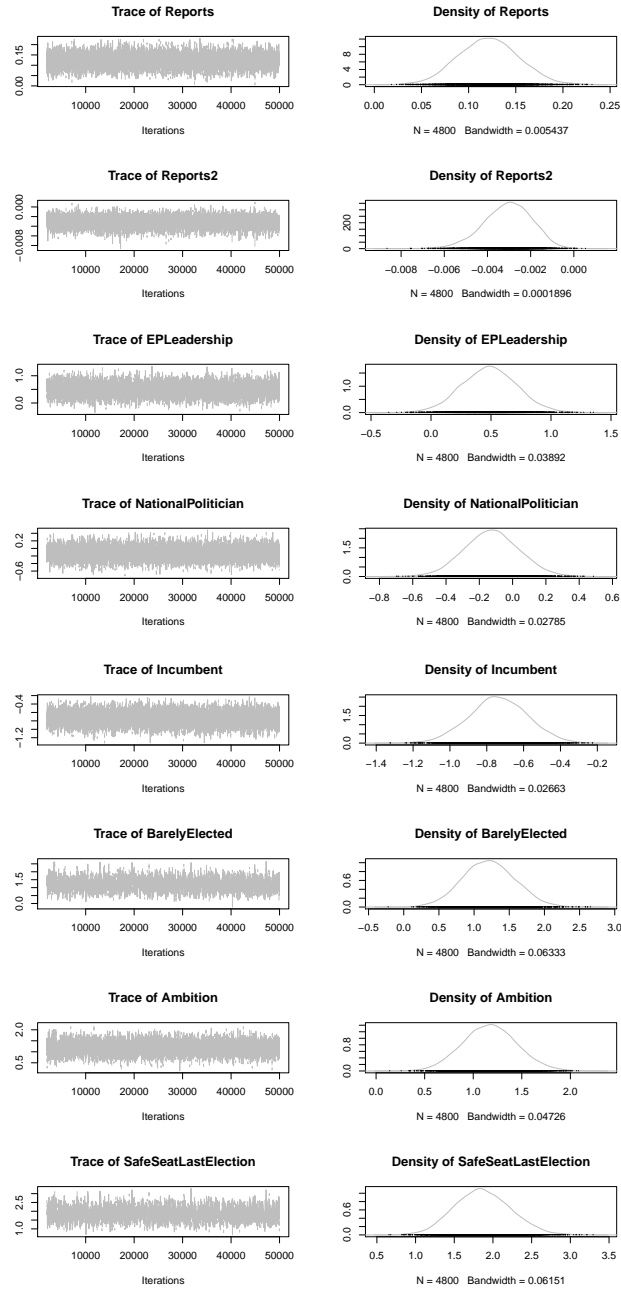 Trace of Reports
0.00 0.15
10000 20000 30000 40000 50000
Iterations
Density of Reports
0 4 8
0.00 0.05 0.10 0.15 0.20 0.25
N = 4800 Bandwidth = 0.005437
Trace of Reports2
−0.008 0.000
10000 20000 30000 40000 50000
Iterations
Density of Reports2
0 200
−0.008 −0.006 −0.004 −0.002 0.000
N = 4800 Bandwidth = 0.0001896
Trace of EPLeadership
0.0 1.0
10000 20000 30000 40000 50000
Iterations
Density of EPLeadership
0.0 1.0
−0.5 0.0 0.5 1.0 1.5
N = 4800 Bandwidth = 0.03892
Trace of NationalPolitician
−0.6 0.2
10000 20000 30000 40000 50000
Iterations
Density of NationalPolitician
0.0 1.5
−0.8 −0.6 −0.4 −0.2 0.0 0.2 0.4 0.6
N = 4800 Bandwidth = 0.02785
Trace of Incumbent
−1.2 −0.4
10000 20000 30000 40000 50000
Iterations
Density of Incumbent
0.0 1.5
−1.4 −1.2 −1.0 −0.8 −0.6 −0.4 −0.2
N = 4800 Bandwidth = 0.02663
Trace of BarelyElected
0.0 1.5
10000 20000 30000 40000 50000
Iterations
Density of BarelyElected
0.0 0.6
−0.5 0.0 0.5 1.0 1.5 2.0 2.5 3.0
N = 4800 Bandwidth = 0.06333
Trace of Ambition
0.5 2.0
10000 20000 30000 40000 50000
Iterations
Density of Ambition
0.0 0.8
0.0 0.5 1.0 1.5 2.0
N = 4800 Bandwidth = 0.04726
Trace of SafeSeatLastElection
1.0 2.5
10000 20000 30000 40000 50000
Iterations
Density of SafeSeatLastElection
0.0 0.6
0.5 1.0 1.5 2.0 2.5 3.0 3.5
N = 4800 Bandwidth = 0.06151